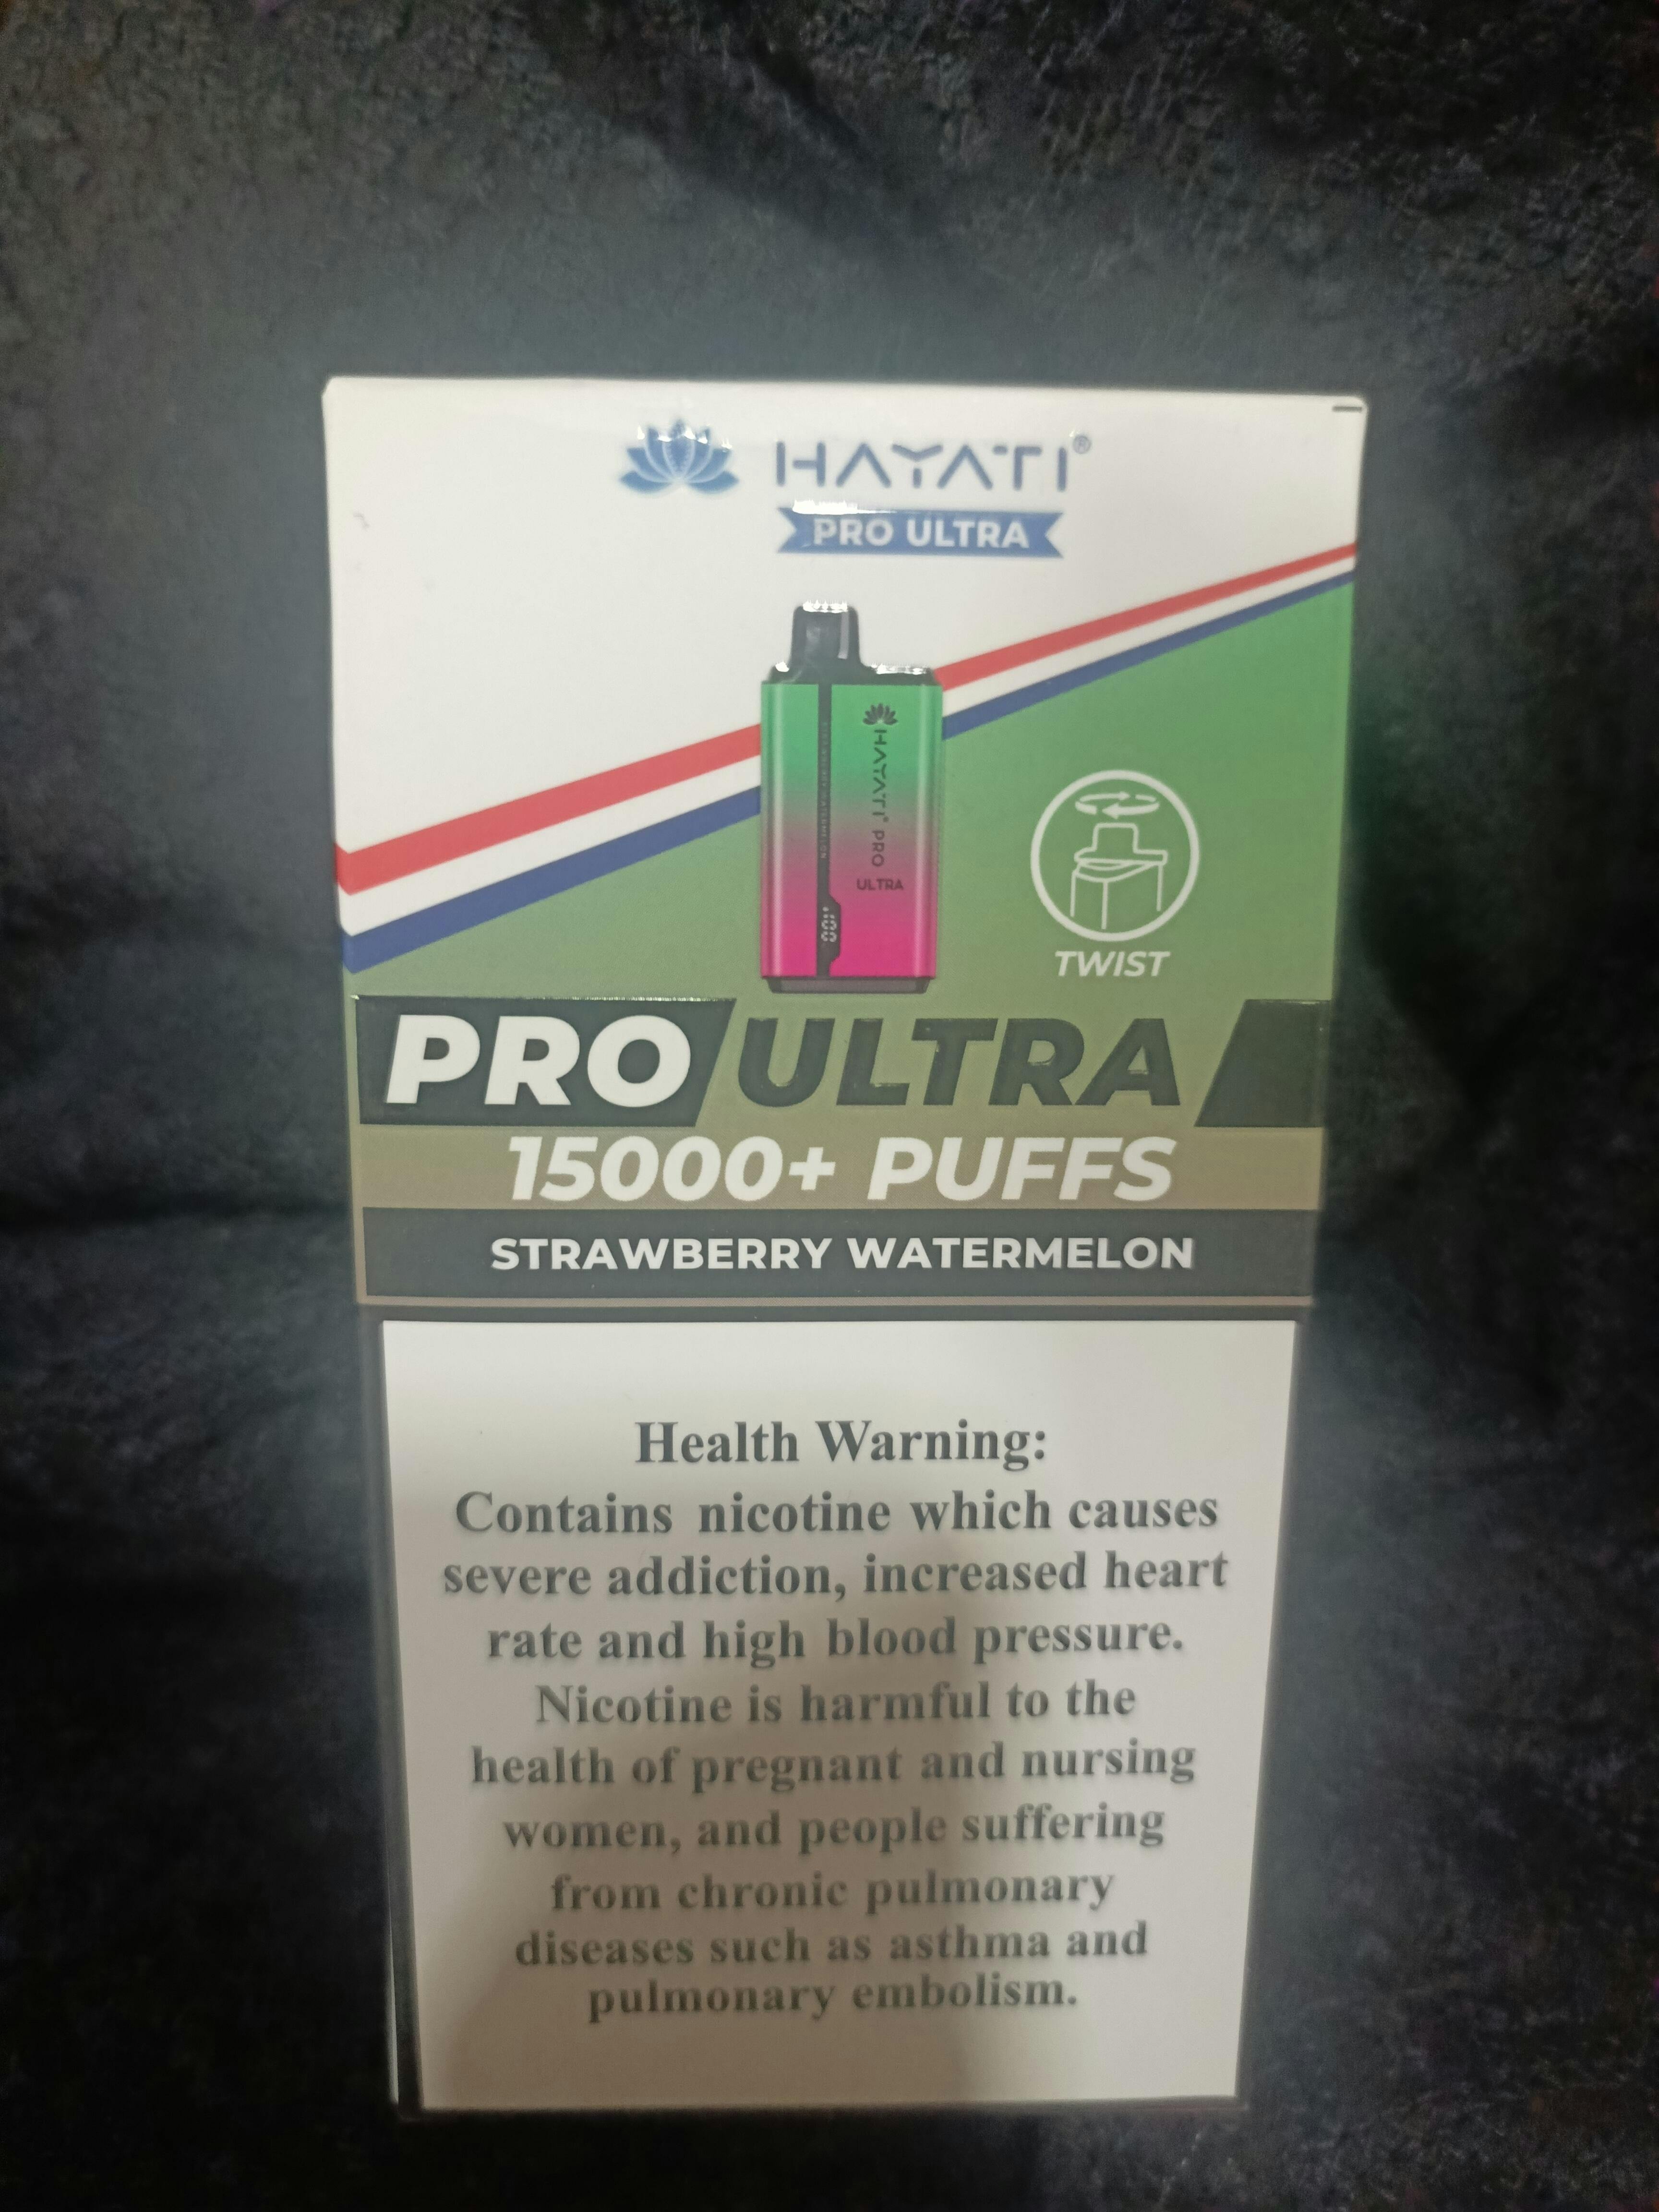 HAYATI®
PRO ULTRA
HAYATI® PRO
ULTRA
TWIST
PRO ULTRA
15000+ PUFFS
STRAWBERRY WATERMELON
Health Warning:
Contains nicotine which causes
severe addiction, increased heart
rate and high blood pressure.
Nicotine is harmful to the
health of pregnant and nursing
women, and people suffering
from chronic pulmonary
diseases such as asthma and
pulmonary embolism.